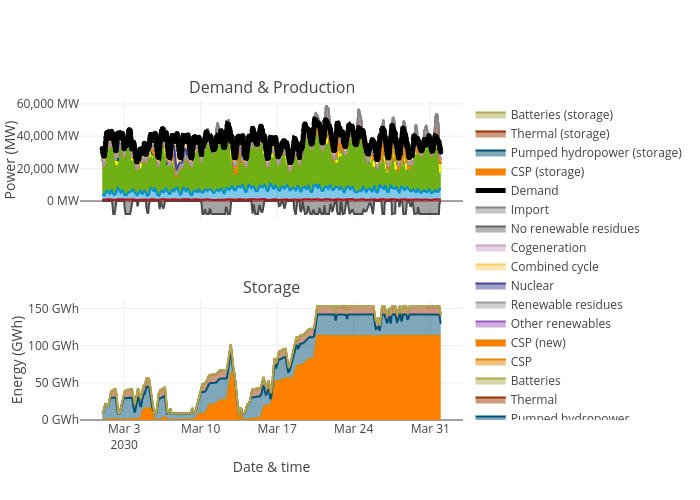 Demand & Production
60,000 MW
40,000 MW
20,000 MW
0 MW
Power (MW)
Storage
150 GWh
100 GWh
50 GWh
0 GWh
Energy (GWh)
Mar 3
2030
Mar 10
Mar 17
Mar 24
Mar 31
Date & time
Batteries (storage)
Thermal (storage)
Pumped hydropower (storage)
CSP (storage)
Demand
Import
No renewable residues
Cogeneration
Combined cycle
Nuclear
Renewable residues
Other renewables
CSP (new)
CSP
Batteries
Thermal
Pumped hydropower